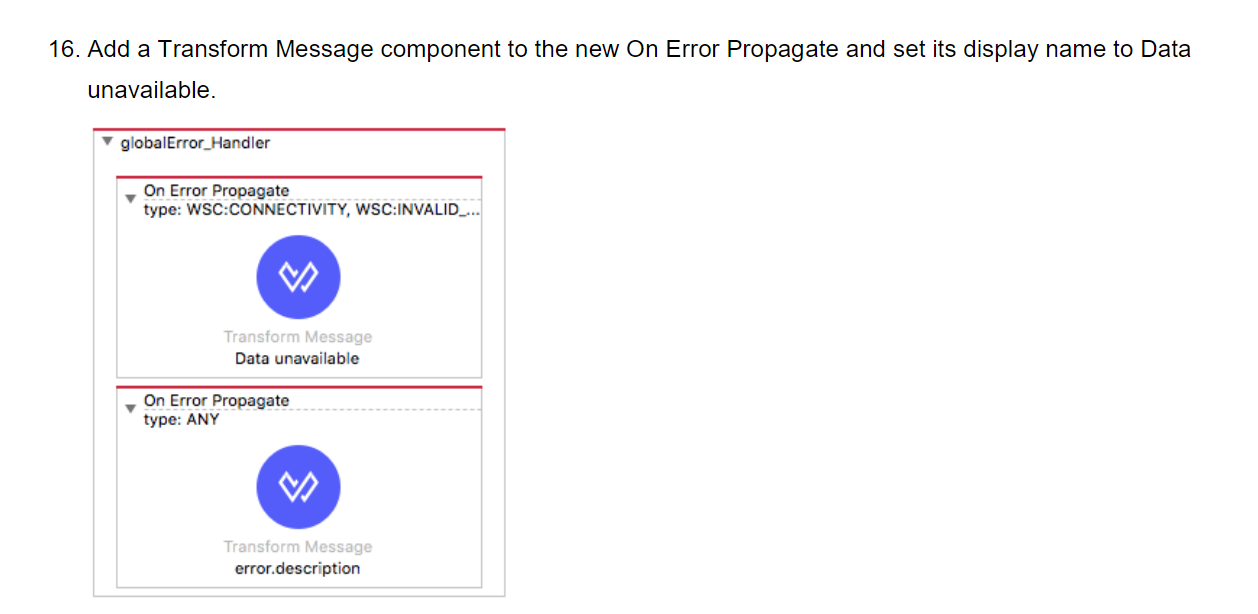 16. Add a Transform Message component to the new On Error Propagate and set its display name to Data
unavailable.
globalError_Handler
On Error Propagate
type: WSC:CONNECTIVITY, WSC:INVALID_...
Transform Message
Data unavailable
On Error Propagate
type: ANY
Transform Message
error.description